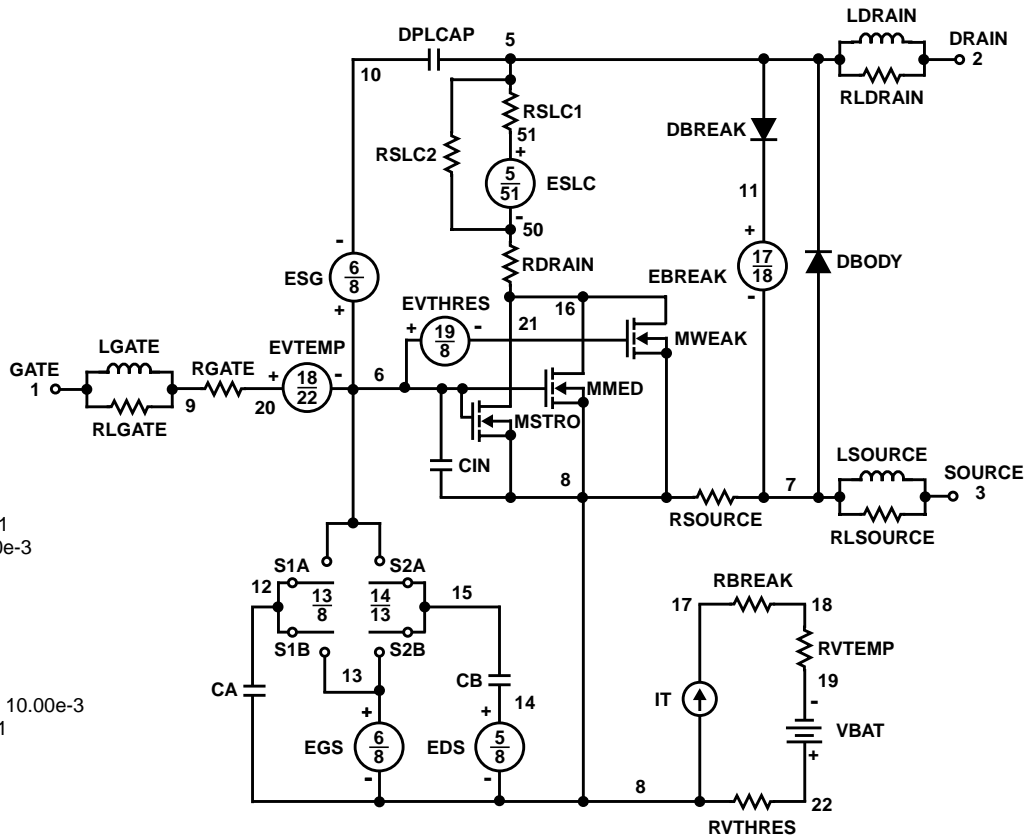 LDRAIN
DPLCAP 5 DRAIN
10 2
RLDRAIN
RSLC1
DBREAK
51
RSLC2 +
5
51
ESLC
11
-
50
- +
RDRAIN
17
18
6
8
ESG EBREAK DBODY
EVTHRES 16 -
+ + 19
8
- 21 MWEAK
LGATE EVTEMP
GATE RGATE + 18
22
- 6 MMED
1
9 20 MSTRO
RLGATE
LSOURCE
CIN 8 7 SOURCE
3
RSOURCE
RLSOURCE
1
0e-3
S1A S2A
12 RBREAK
13
8
14
13
15
17 18
S1B S2B
RVTEMP
13 CB
CA 19
10.00e-3 14 IT -
1 + +
VBAT
EGS 6
8
EDS 5
8
+
- - 8
22
RVTHRES